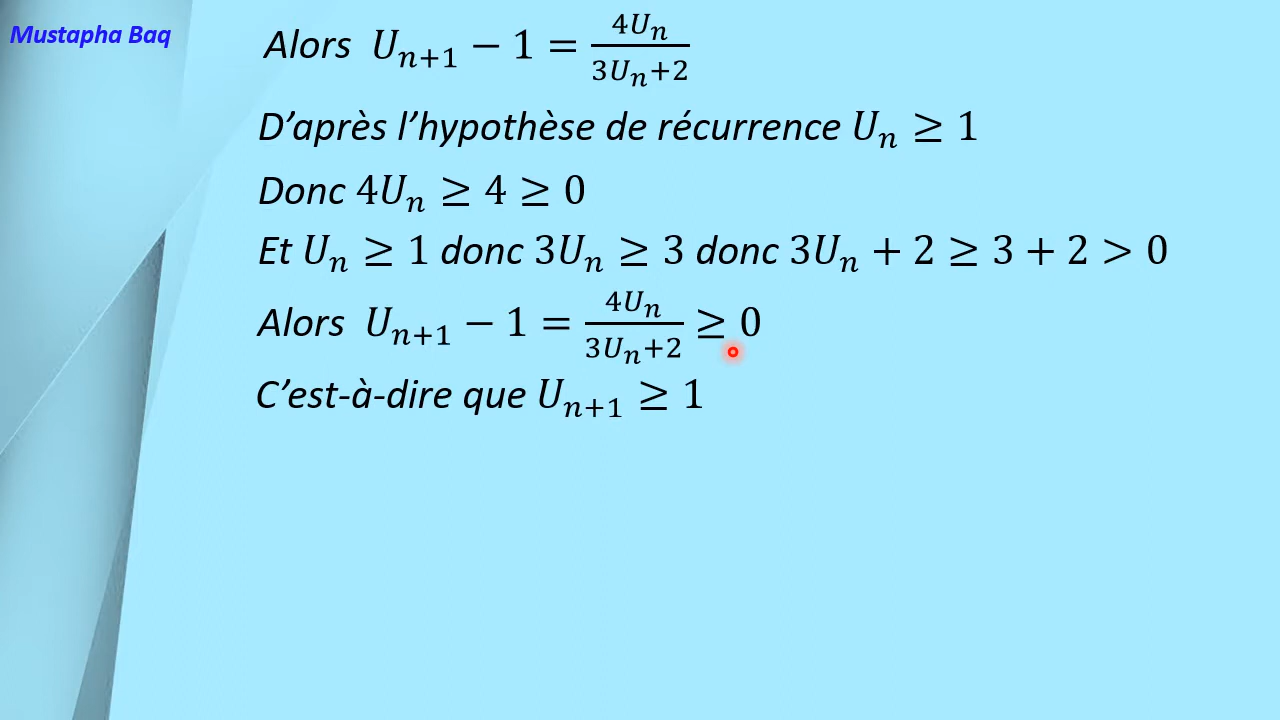 Mustapha Baq
Alors U_{n+1} − 1 = \frac{4U_n}{3U_n+2}
D’après l’hypothèse de récurrence U_n ≥ 1
Donc 4U_n ≥ 4 ≥ 0
Et U_n ≥ 1 donc 3U_n ≥ 3 donc 3U_n + 2 ≥ 3 + 2 > 0
Alors U_{n+1} − 1 = \frac{4U_n}{3U_n+2} ≥ 0
C’est-à-dire que U_{n+1} ≥ 1